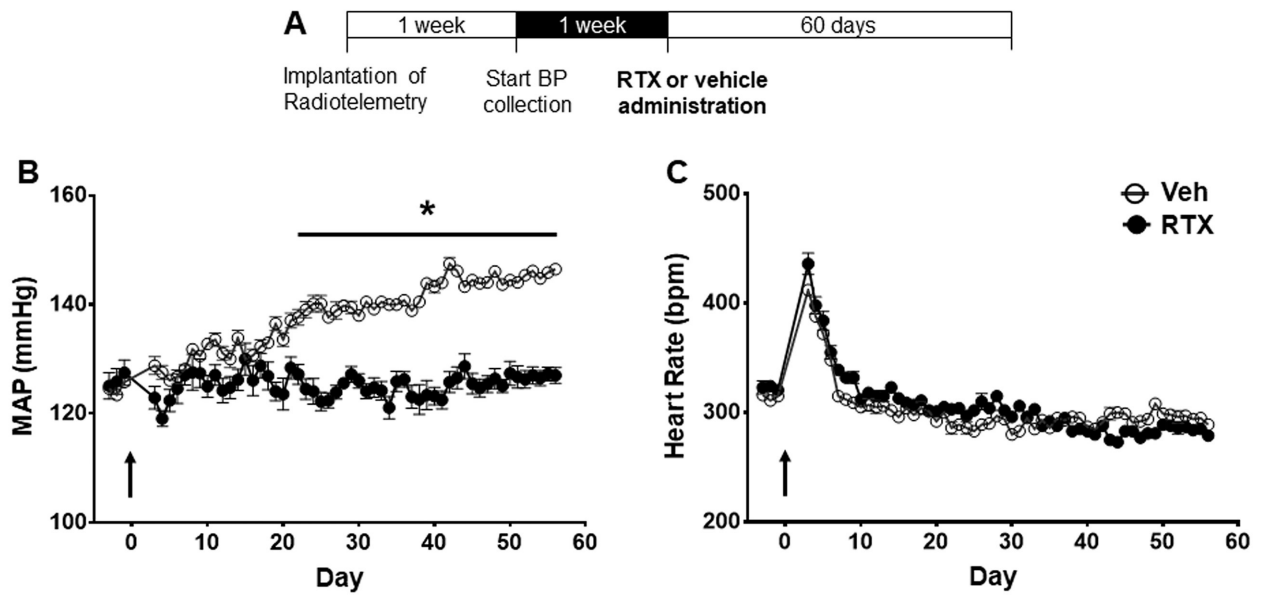 A
1 week 1 week 60 days
Implantation of Radiotelemetry
Start BP collection
RTX or vehicle administration
B
160
140
120
100
MAP (mmHg)
*
0 10 20 30 40 50 60
Day
C
500
400
300
200
Heart Rate (bpm)
Veh
RTX
0 10 20 30 40 50 60
Day